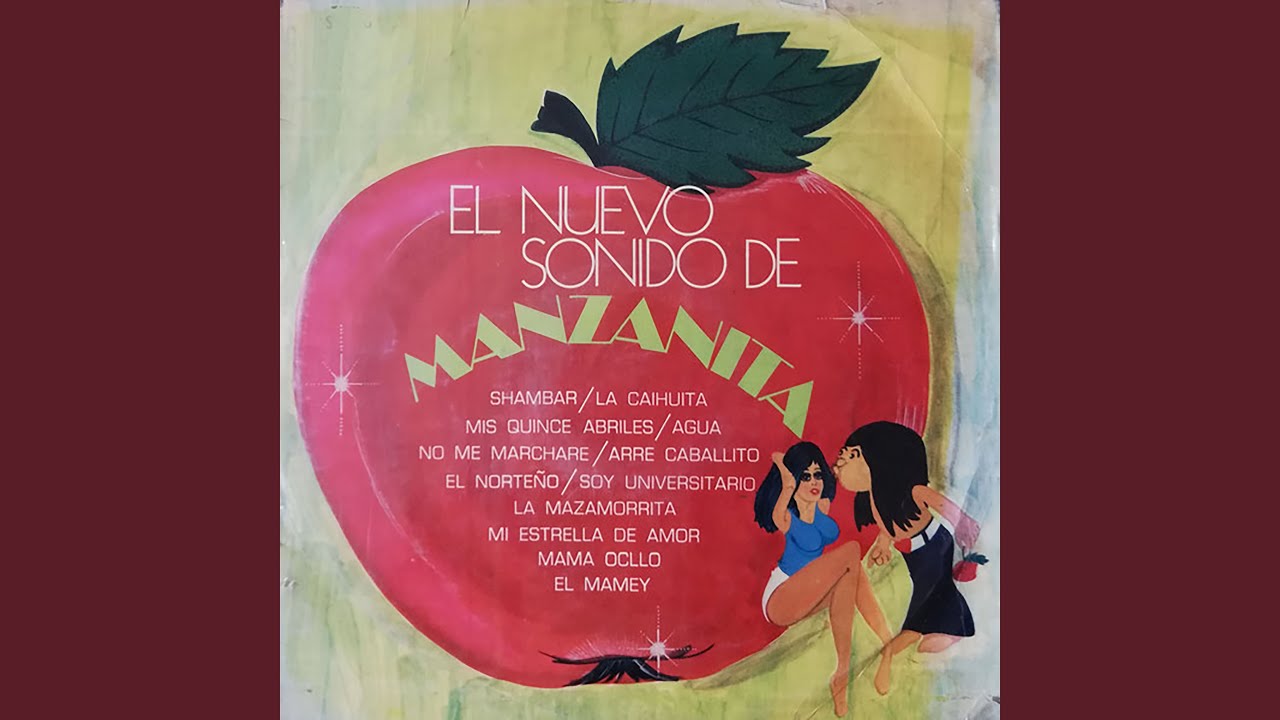 EL NUEVO
SONIDO DE
MANZANITA
SHAMBAR/LA CAIHUITA
MIS QUINCE ABRILES/AGUA
NO ME MARCHARE/ARRE CABALLITO
EL NORTEÑO/SOY UNIVERSITARIO
LA MAZAMORRITA
MI ESTRELLA DE AMOR
MAMA OCLLO
EL MAMEY